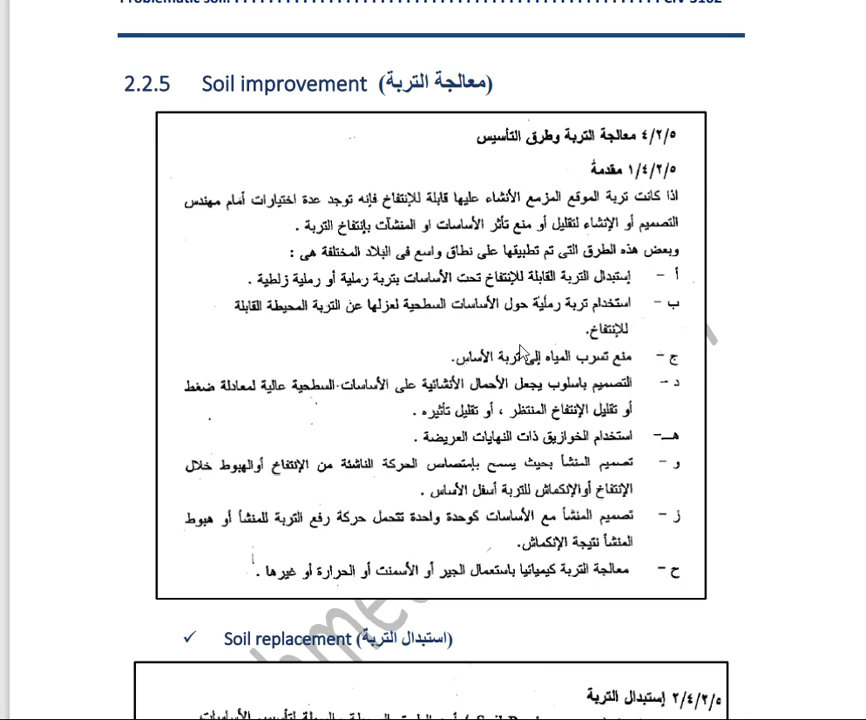 2.2.5 Soil improvement (معالجة التربة)
٤/٢/٥ معالجة التربة وطرق التأسيس
١/٤/٢/٥ مقدمة
اذا كانت تربة الموقع المزمع الأنشاء عليها قابلة للإنتفاخ فإنه توجد عدة اختيارات أمام مهندس
التصميم أو الإنشاء لتقليل أو منع تأثر الأساسات او المنشآت بإنتفاخ التربة .
وبعض هذه الطرق التى تم تطبيقها على نطاق واسع فى البلاد المختلفة هى :
أ - إستبدال التربة القابلة للإنتفاخ تحت الأساسات بتربة رملية أو رملية زلطية .
ب - استخدام تربة رملية حول الأساسات السطحية لعزلها عن التربة المحيطة القابلة
للإنتفاخ.
ج - منع تسرب المياه إلى تربة الأساس.
د - التصميم باسلوب يجعل الأحمال الأنشائية على الأساسات السطحية عالية لمعادلة ضغط
أو تقليل الإنتفاخ المنتظر ، أو تقليل تأثيره .
هـ - استخدام الخوازيق ذات النهايات العريضة .
و - تصميم المنشأ بحيث يسمح بإمتصاص الحركة الناشئة من الإنتفاخ أوالهبوط خلال
الإنتفاخ أوالإنكماش للتربة أسفل الأساس .
ز - تصميم المنشأ مع الأساسات كوحدة واحدة تتحمل حركة رفع التربة للمنشأ أو هبوط
المنشأ نتيجة الإنكماش.
ح - معالجة التربة كيميائيا باستعمال الجير أو الأسمنت أو الحرارة أو غيرها .
✓ Soil replacement (استبدال التربة)
٢/٤/٢/٥ إستبدال التربة